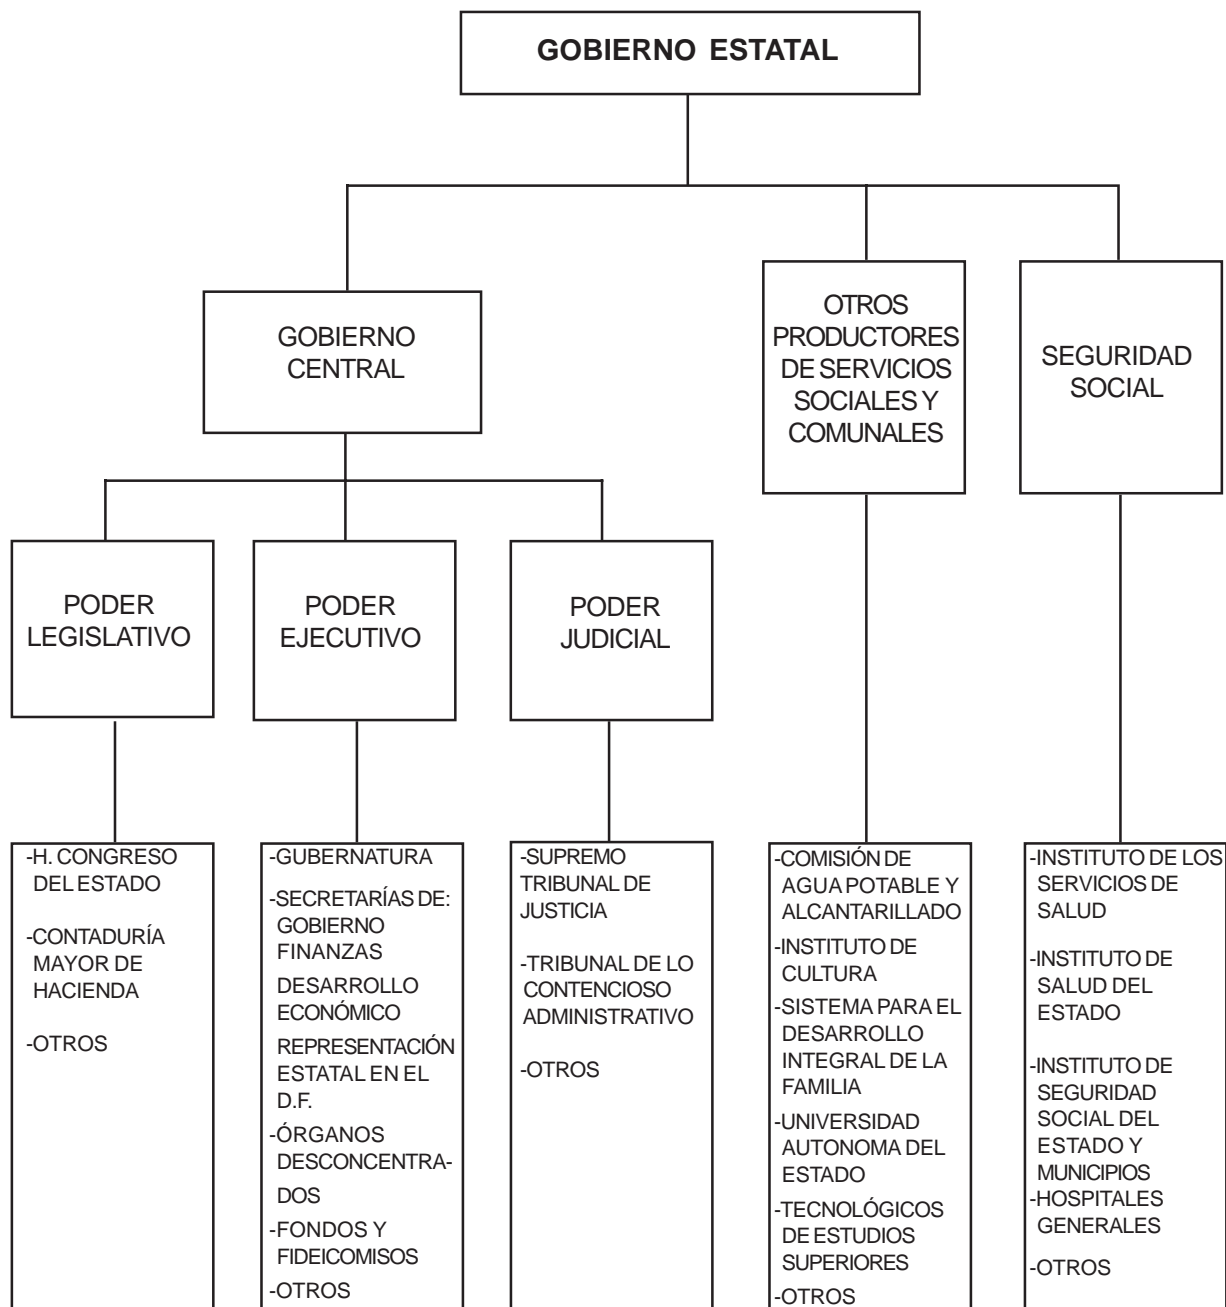 GOBIERNO ESTATAL
GOBIERNO
CENTRAL
OTROS
PRODUCTORES
DE SERVICIOS
SOCIALES Y
COMUNALES
SEGURIDAD
SOCIAL
PODER
LEGISLATIVO
PODER
EJECUTIVO
PODER
JUDICIAL
-H. CONGRESO
DEL ESTADO
-CONTADURÍA
MAYOR DE
HACIENDA
-OTROS
-GUBERNATURA
-SECRETARÍAS DE:
GOBIERNO
FINANZAS
DESARROLLO
ECONÓMICO
REPRESENTACIÓN
ESTATAL EN EL
D.F.
-ÓRGANOS
DESCONCENTRA-
DOS
-FONDOS Y
FIDEICOMISOS
-OTROS
-SUPREMO
TRIBUNAL DE
JUSTICIA
-TRIBUNAL DE LO
CONTENCIOSO
ADMINISTRATIVO
-OTROS
-COMISIÓN DE
AGUA POTABLE Y
ALCANTARILLADO
-INSTITUTO DE
CULTURA
-SISTEMA PARA EL
DESARROLLO
INTEGRAL DE LA
FAMILIA
-UNIVERSIDAD
AUTONOMA DEL
ESTADO
-TECNOLÓGICOS
DE ESTUDIOS
SUPERIORES
-OTROS
-INSTITUTO DE LOS
SERVICIOS DE
SALUD
-INSTITUTO DE
SALUD DEL
ESTADO
-INSTITUTO DE
SEGURIDAD
SOCIAL DEL
ESTADO Y
MUNICIPIOS
-HOSPITALES
GENERALES
-OTROS